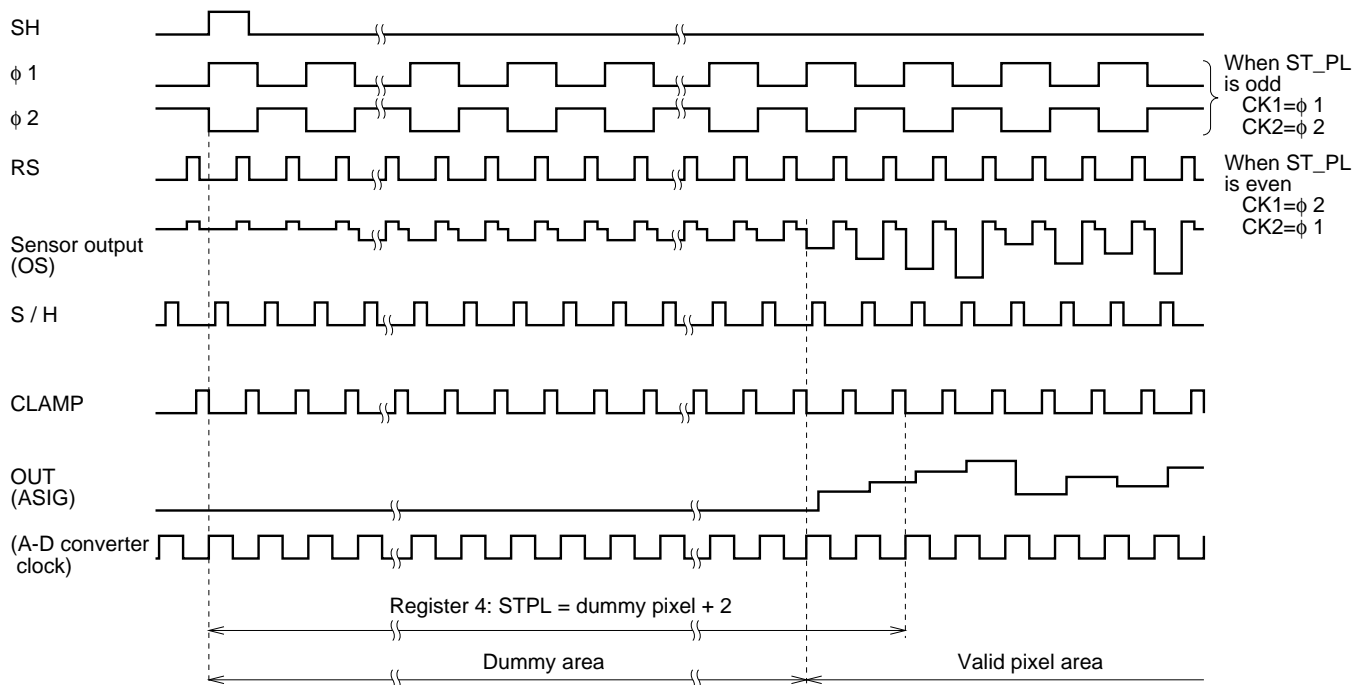 SH
φ 1
φ 2
When ST_PL
is odd
CK1=φ 1
CK2=φ 2
RS
When ST_PL
is even
CK1=φ 2
CK2=φ 1
Sensor output
(OS)
S / H
CLAMP
OUT
(ASIG)
(A-D converter
clock)
Register 4: STPL = dummy pixel + 2
Dummy area
Valid pixel area